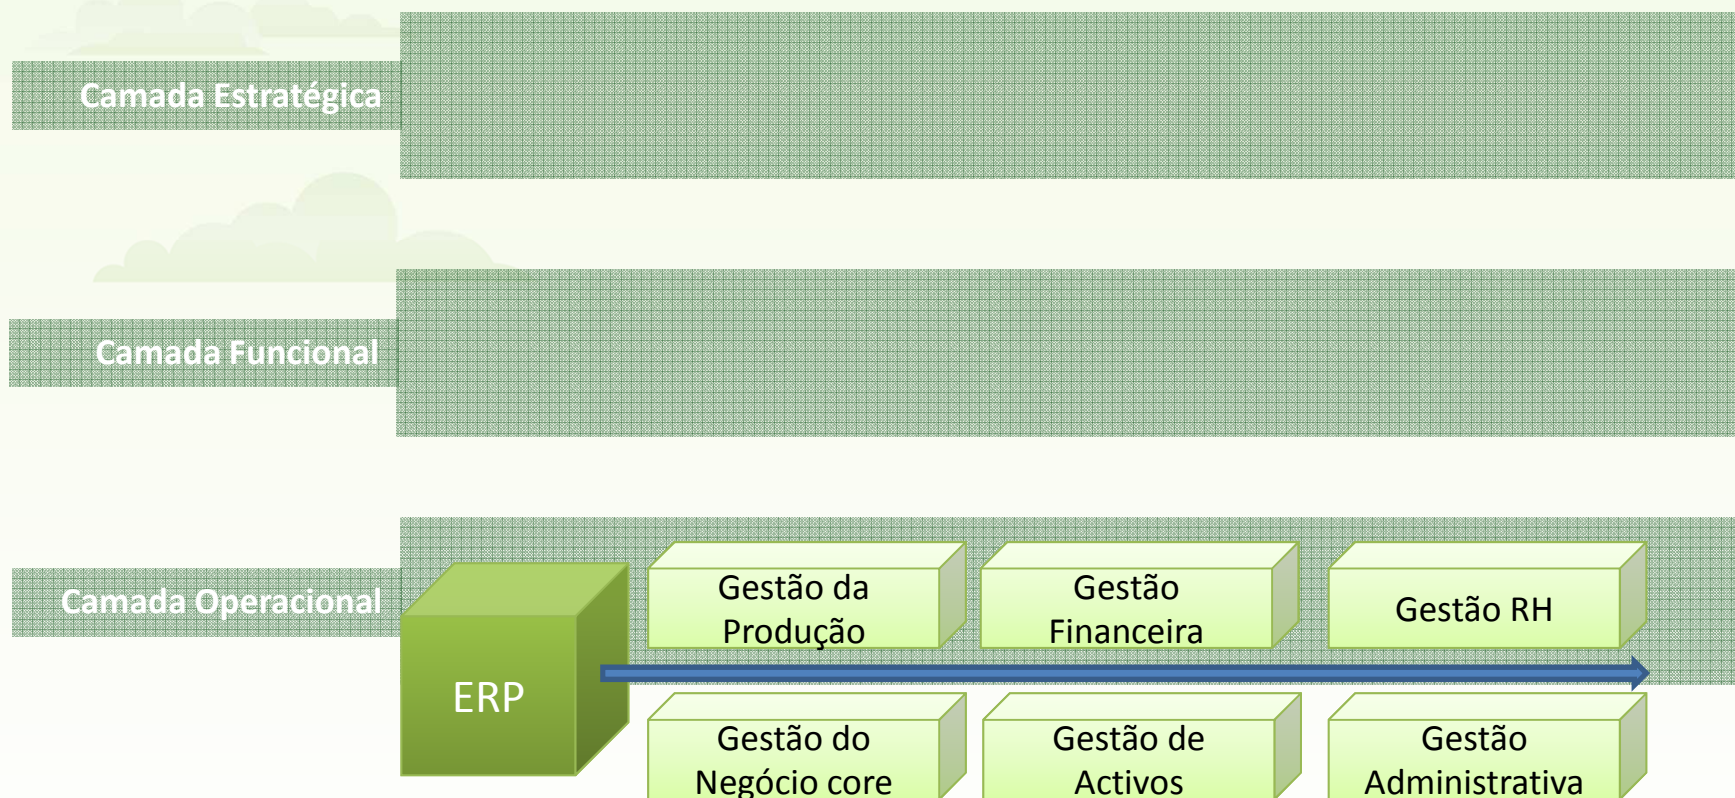 Camada Estratégica
Camada Funcional
Camada Operacional
ERP
Gestão da
Produção
Gestão
Financeira
Gestão RH
Gestão do
Negócio core
Gestão de
Activos
Gestão
Administrativa